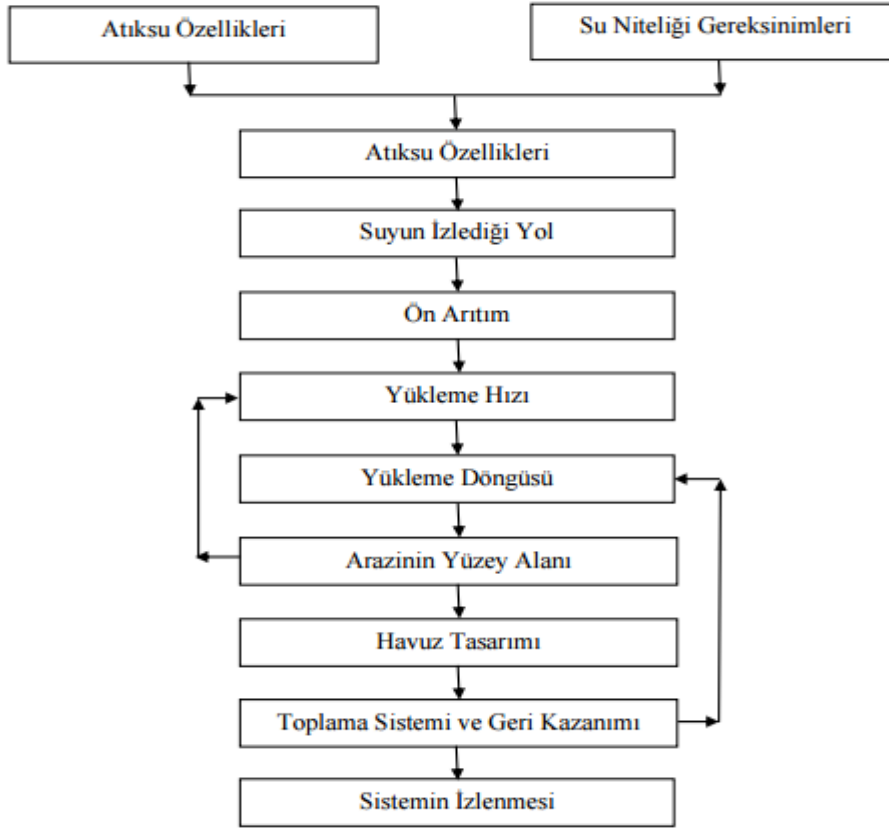 Atıksu Özellikleri
Su Niteliği Gereksinimleri
Atıksu Özellikleri
Suyun İzlediği Yol
Ön Arıtım
Yükleme Hızı
Yükleme Döngüsü
Arazinin Yüzey Alanı
Havuz Tasarımı
Toplama Sistemi ve Geri Kazanımı
Sistemin İzlenmesi